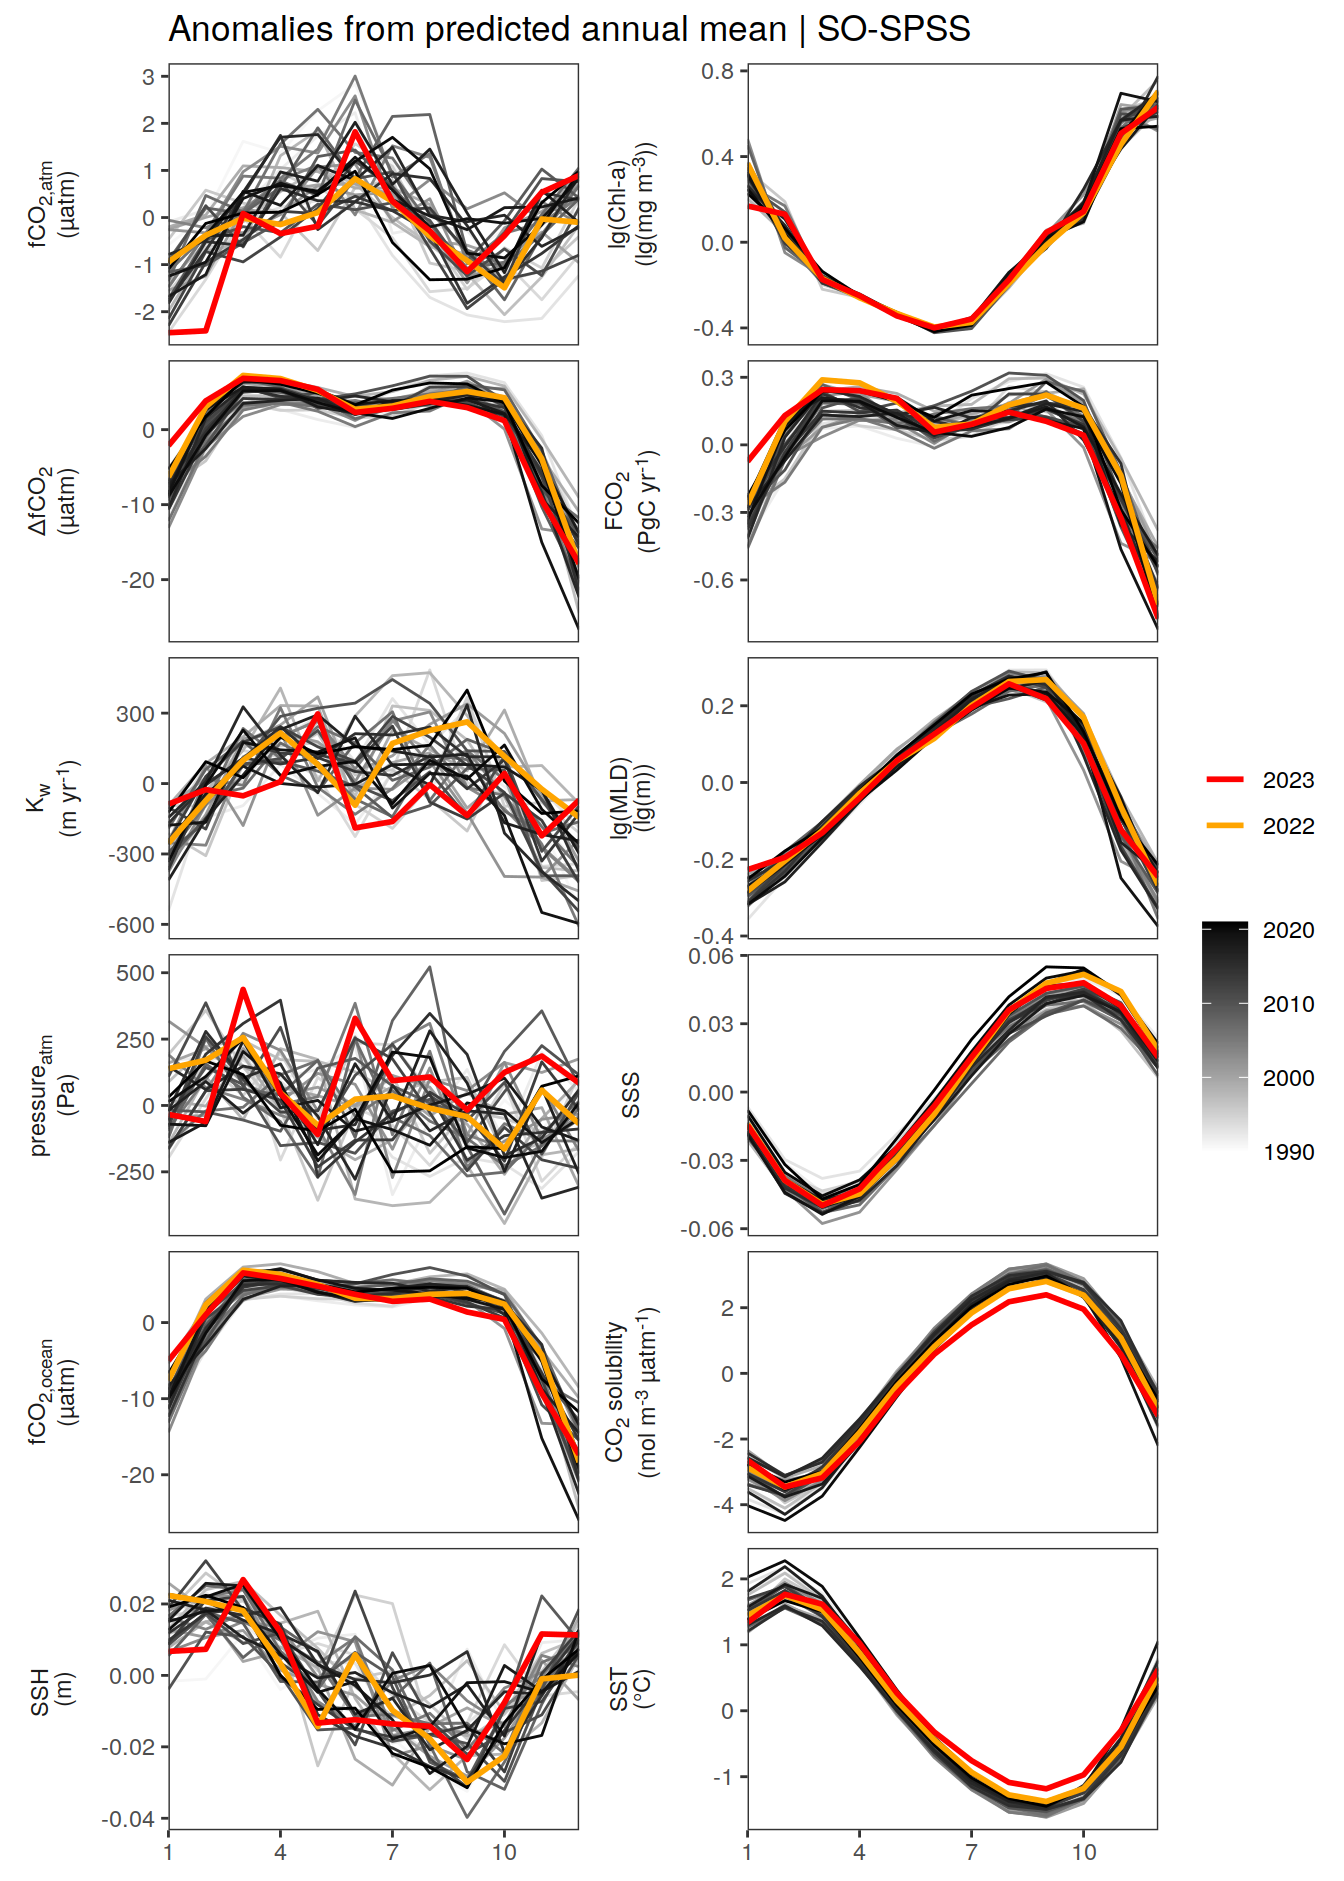 Anomalies from predicted annual mean | SO-SPSS
fCO2,atm
(µatm)
3
2
1
0
-1
-2
lg(Chl-a)
(lg(mg m-3))
0.8
0.4
0.0
-0.4
ΔfCO2
(µatm)
0
-10
-20
FCO2
(PgC yr-1)
0.3
0.0
-0.3
-0.6
Kw
(m yr-1)
300
0
-300
-600
lg(MLD)
(lg(m))
0.2
0.0
-0.2
-0.4
2023
2022
2020
2010
2000
1990
pressureatm
(Pa)
500
250
0
-250
SSS
0.06
0.03
0.00
-0.03
-0.06
fCO2,ocean
(µatm)
0
-10
-20
CO2 solubility
(mol m-3 µatm-1)
2
0
-2
-4
SSH
(m)
0.02
0.00
-0.02
-0.04
SST
(°C)
2
1
0
-1
1 4 7 10
1 4 7 10